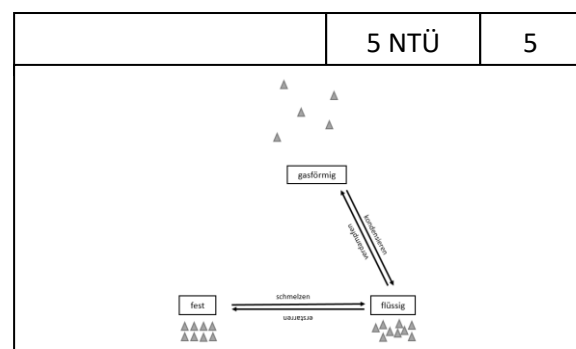 5 NTÜ 5
gasförmig
kondensieren
verdampfen
schmelzen
fest
flüssig
erstarren